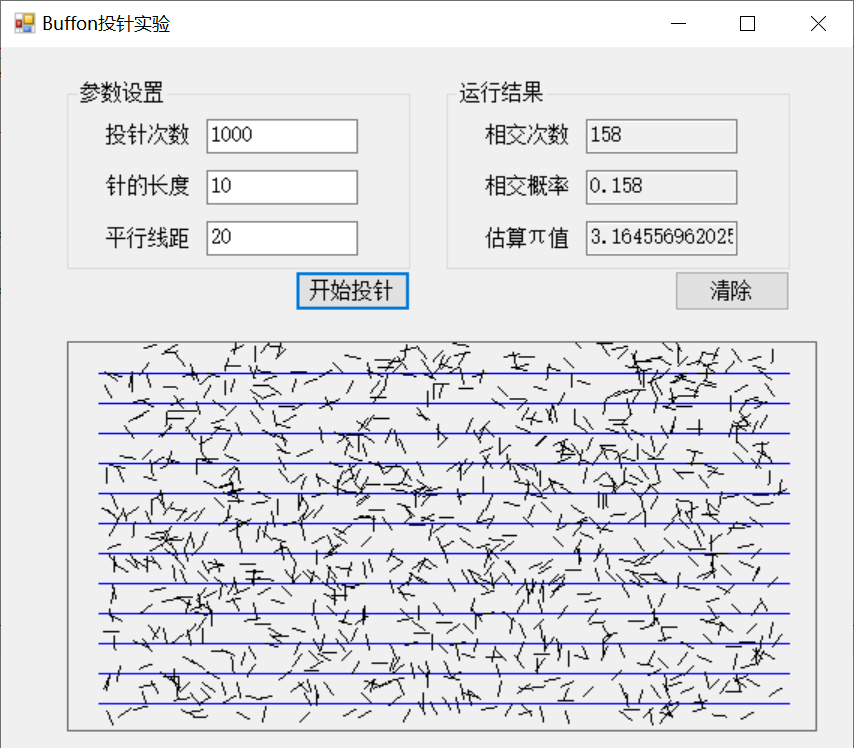 Buffon投针实验
参数设置
投针次数 1000
针的长度 10
平行线距 20
开始投针
运行结果
相交次数 158
相交概率 0.158
估算π值 3.164556962025
清除